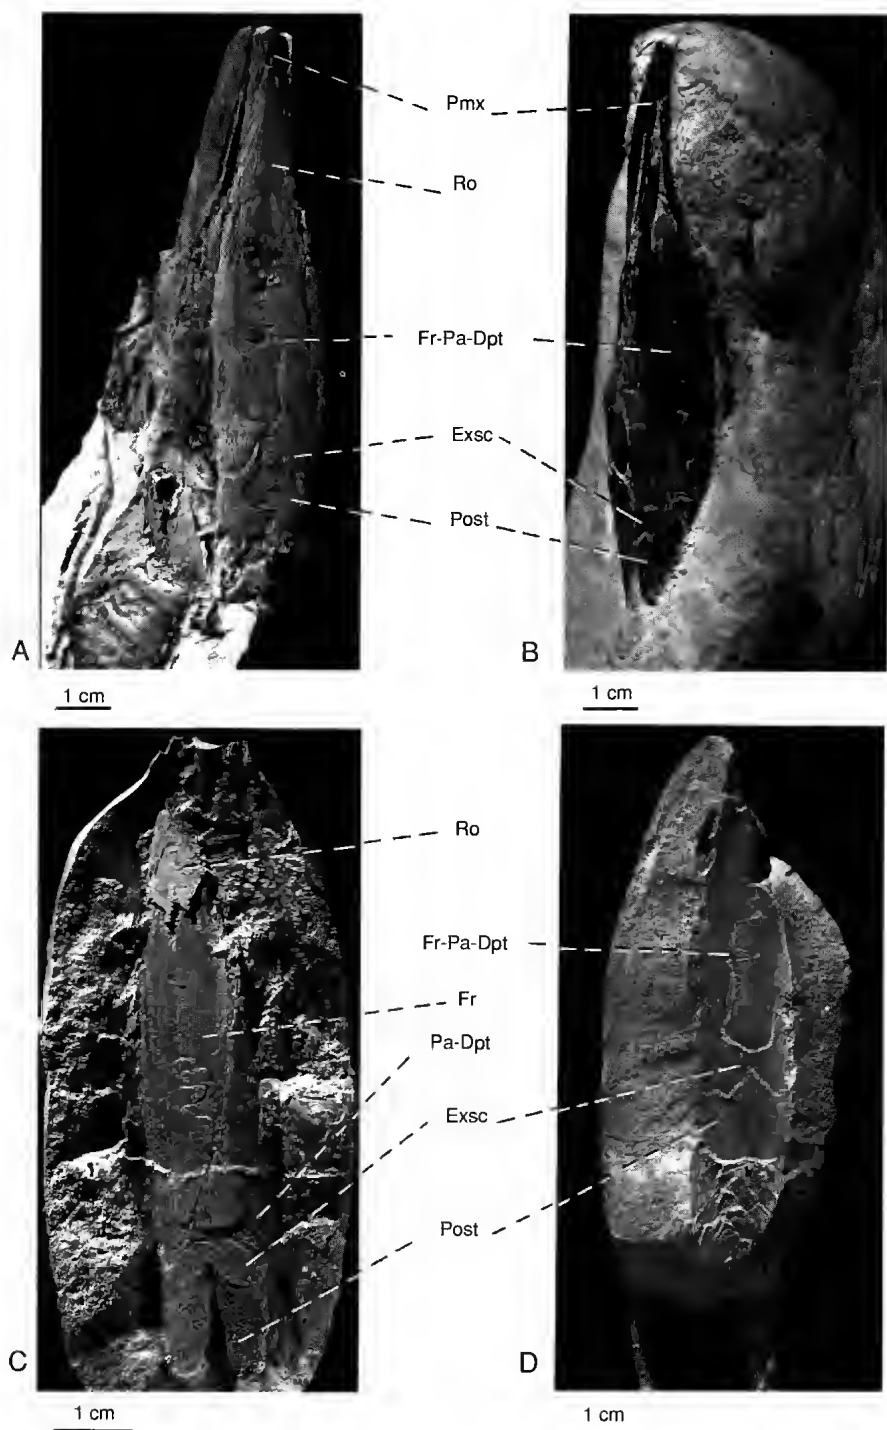 Pmx
Ro
Fr-Pa-Dpt
Exsc
Post
A
B
1 cm
1 cm
Ro
Fr-Pa-Dpt
Fr
Pa-Dpt
Exsc
Post
C
D
1 cm
1 cm